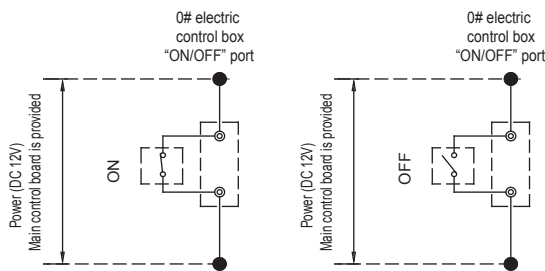 0# electric
control box
“ON/OFF” port
Power (DC 12V)
Main control board is provided
ON
0# electric
control box
“ON/OFF” port
Power (DC 12V)
Main control board is provided
OFF